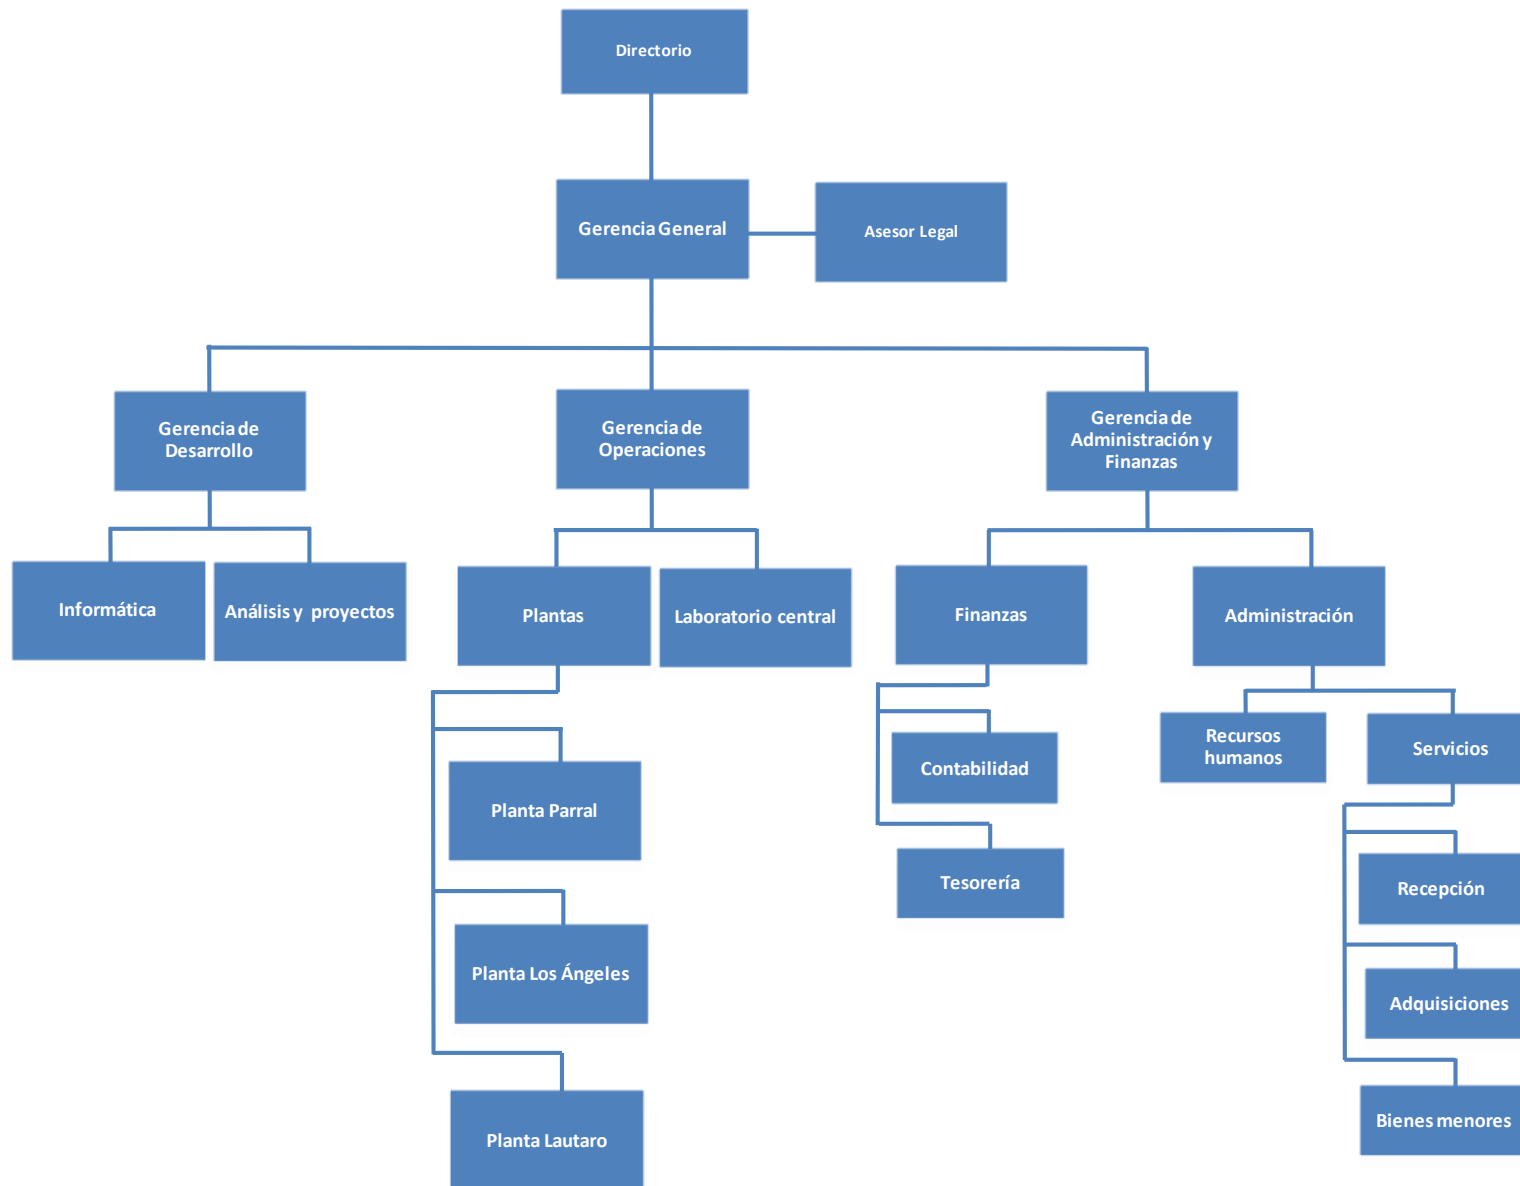 Directorio
Gerencia General
Asesor Legal
Gerencia de
Desarrollo
Gerencia de
Operaciones
Gerencia de
Administración y
Finanzas
Informática
Análisis y proyectos
Plantas
Laboratorio central
Finanzas
Administración
Recursos
humanos
Servicios
Contabilidad
Planta Parral
Tesorería
Recepción
Planta Los Ángeles
Adquisiciones
Bienes menores
Planta Lautaro